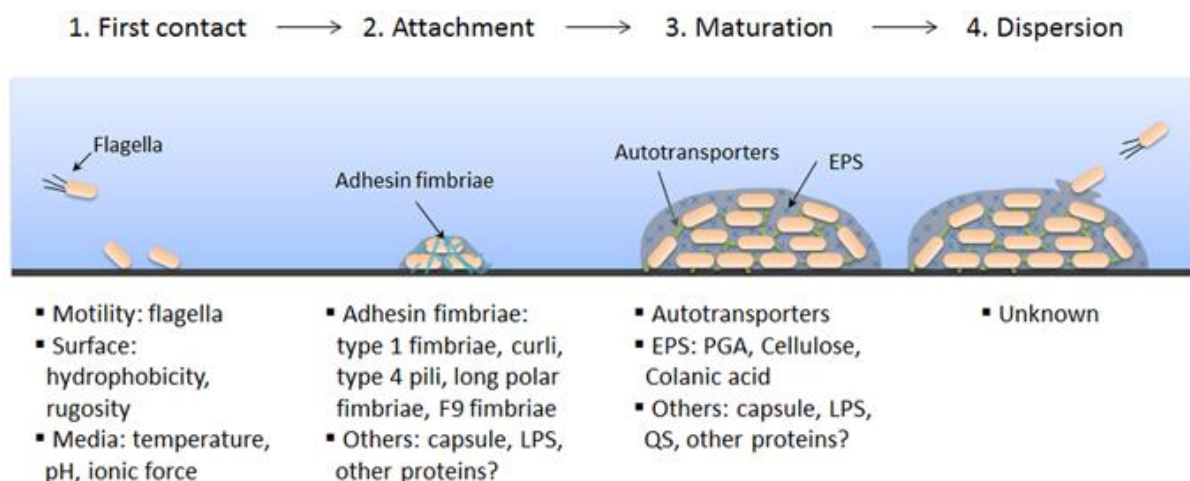 1. First contact → 2. Attachment → 3. Maturation → 4. Dispersion
Flagella
Adhesin fimbriae
Autotransporters
EPS
▪ Motility: flagella
▪ Surface:
hydrophobicity,
rugosity
▪ Media: temperature,
pH, ionic force
▪ Adhesin fimbriae:
type 1 fimbriae, curli,
type 4 pili, long polar
fimbriae, F9 fimbriae
▪ Others: capsule, LPS,
other proteins?
▪ Autotransporters
▪ EPS: PGA, Cellulose,
Colanic acid
▪ Others: capsule, LPS,
QS, other proteins?
▪ Unknown